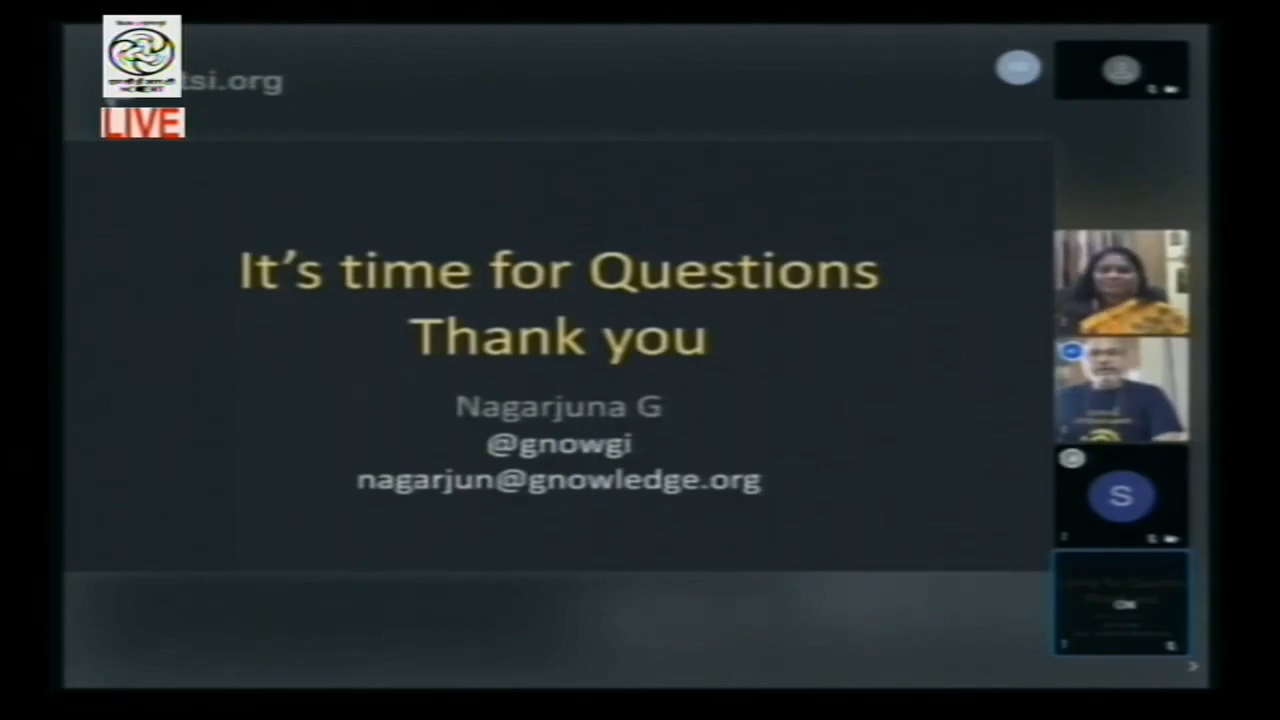 tsi.org
LIVE
It's time for Questions
Thank you
Nagarjuna G
@gnowgi
nagarjun@gnowledge.org
S